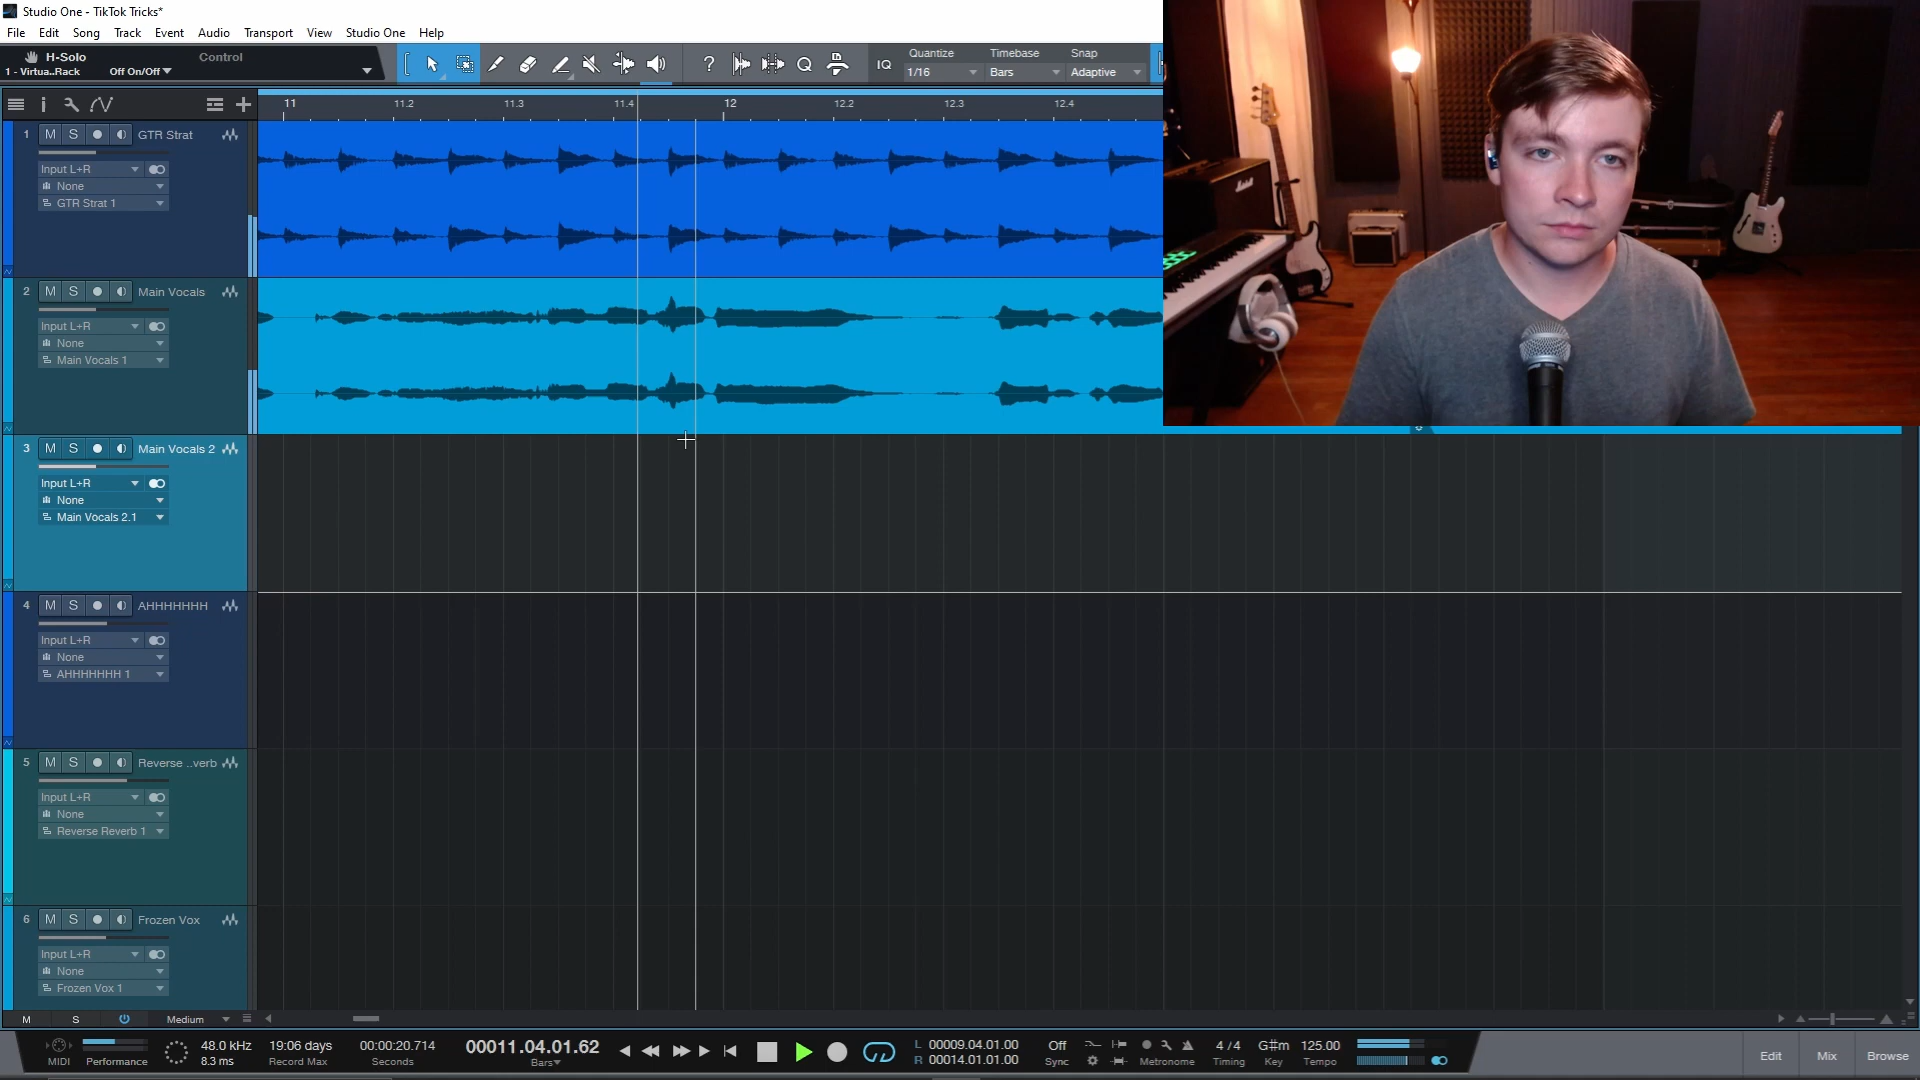 Studio One - TikTok Tricks*
File Edit Song Track Event Audio Transport View Studio One Help
H-Solo Control
1 - Virtua..Rack Off On/Off
? Q IQ
Quantize Timebase Snap
1/16 Bars Adaptive
11 11.2 11.3 11.4 12 12.2 12.3 12.4
1 M S GTR Strat
Input L+R
None
GTR Strat 1
2 M S Main Vocals
Input L+R
None
Main Vocals 1
3 M S Main Vocals 2
Input L+R
None
Main Vocals 2.1
4 M S AHHHHHHH
Input L+R
None
AHHHHHHH 1
5 M S Reverse ..verb
Input L+R
None
Reverse Reverb 1
6 M S Frozen Vox
Input L+R
None
Frozen Vox 1
M S Medium
MIDI Performance
48.0 kHz
8.3 ms
19:06 days
Record Max
00:00:20.714
Seconds
00011.04.01.62
Bars
L 00009.04.01.00
R 00014.01.01.00
Off
Sync
Metronome
4 / 4
Timing
G#m
Key
125.00
Tempo
Edit Mix Browse